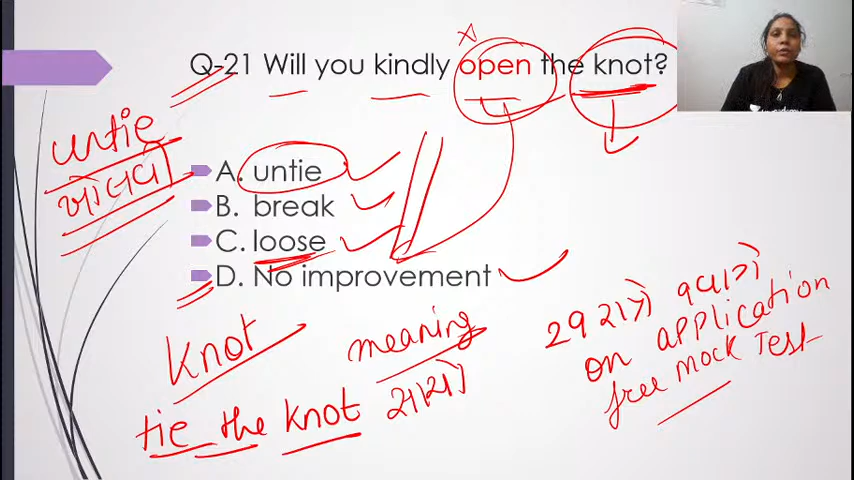 Q-21 Will you kindly open the knot?
untie
ખોલવો
A. untie
B. break
C. loose
D. No improvement
knot
meaning
tie the knot
on application
free mock Test